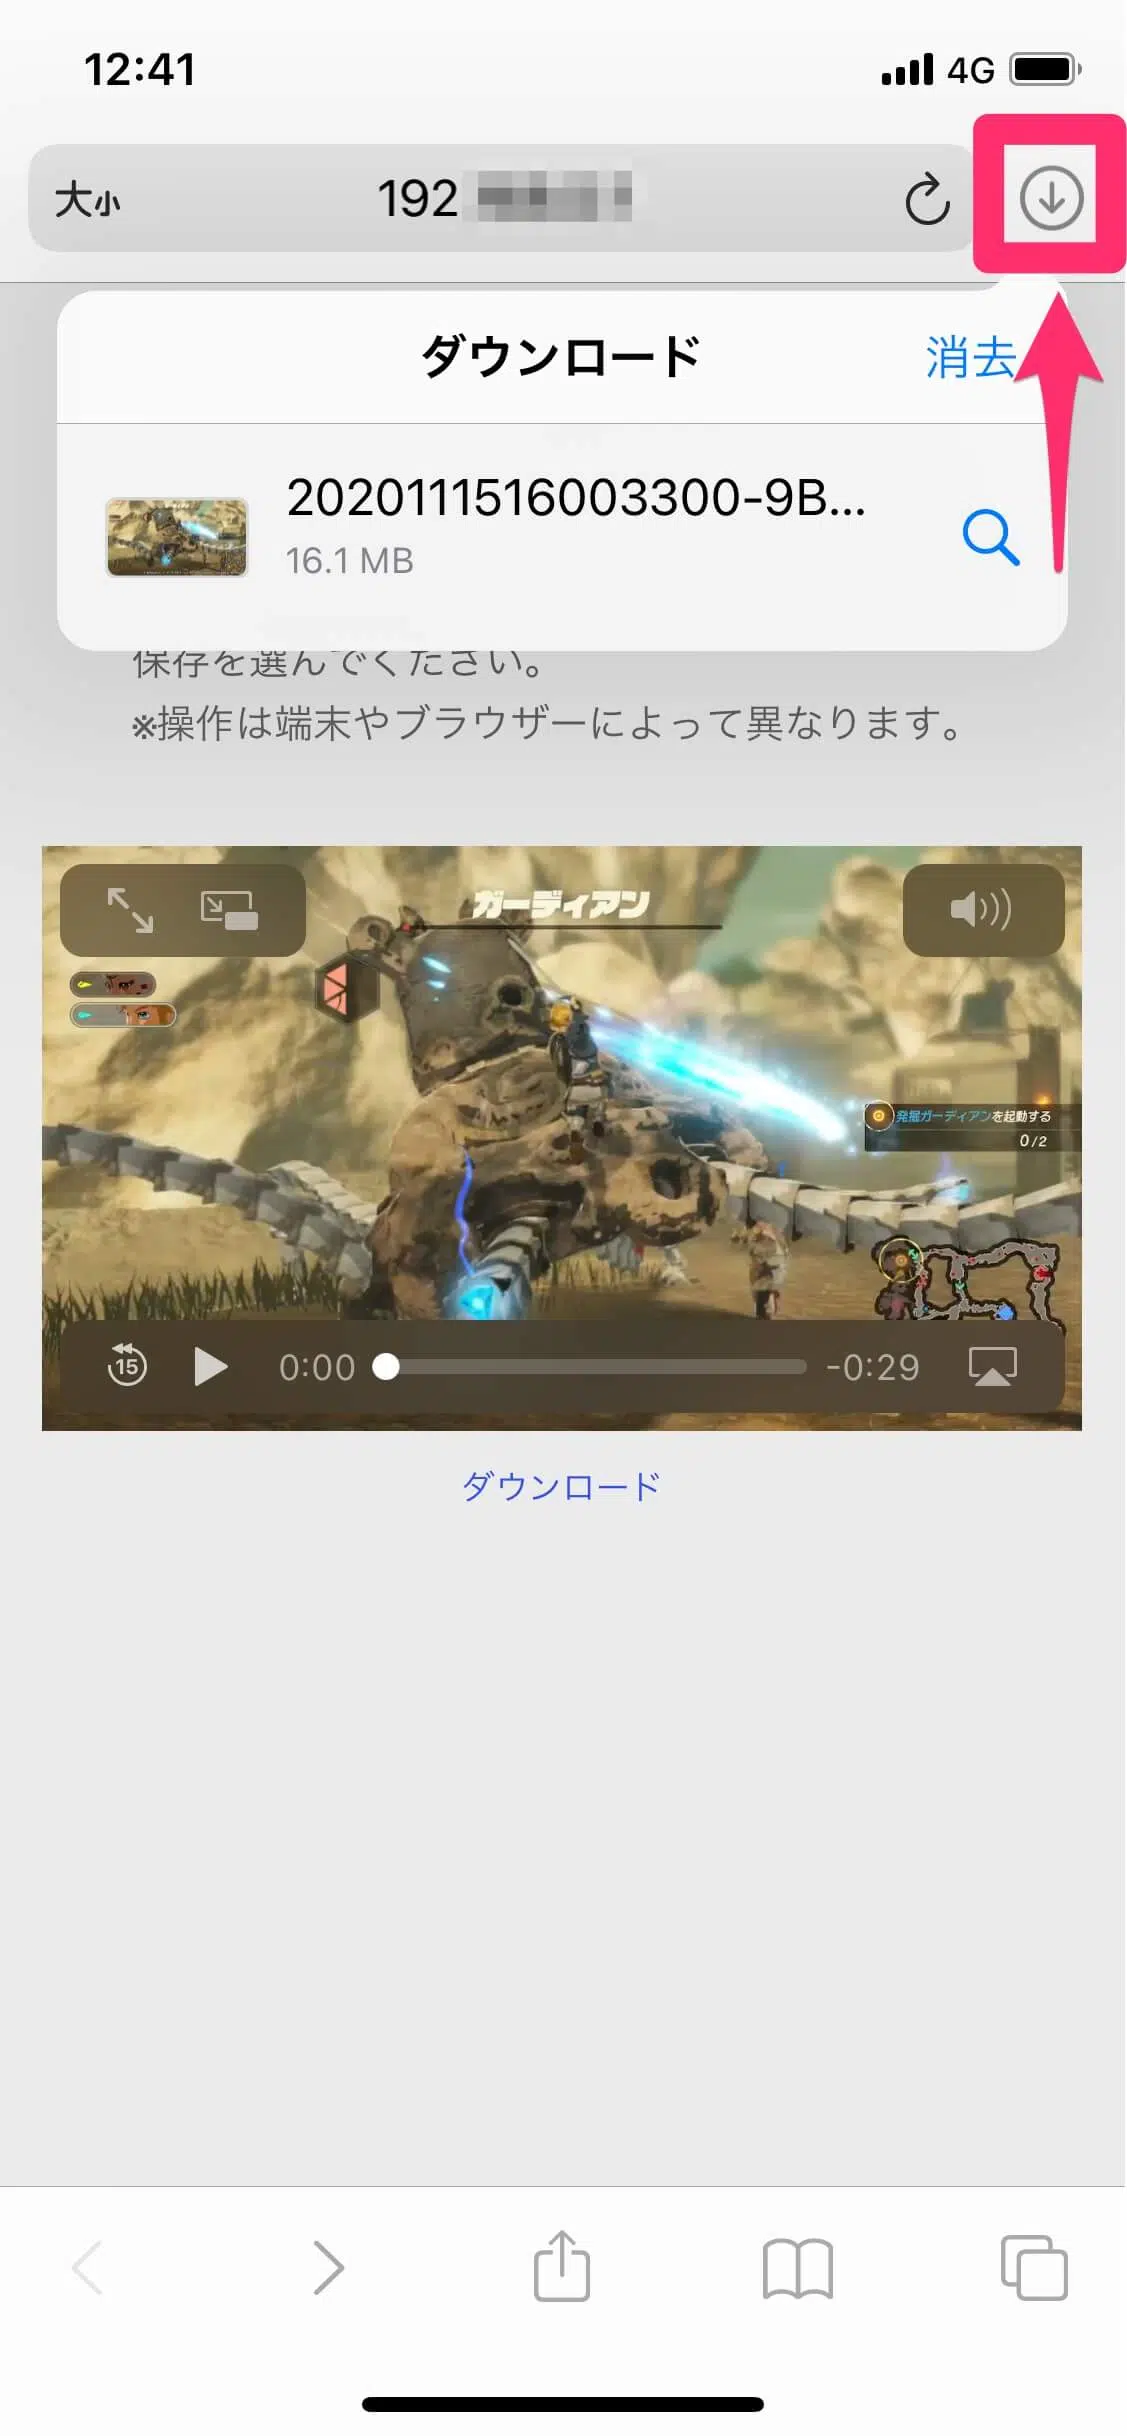 12:41
4G
大小
192
ダウンロード
消去
2020111516003300-9B...
16.1 MB
保存を選んでください。
※操作は端末やブラウザーによって異なります。
ガーディアン
発掘ガーディアンを起動する
0/2
15
0:00
-0:29
ダウンロード